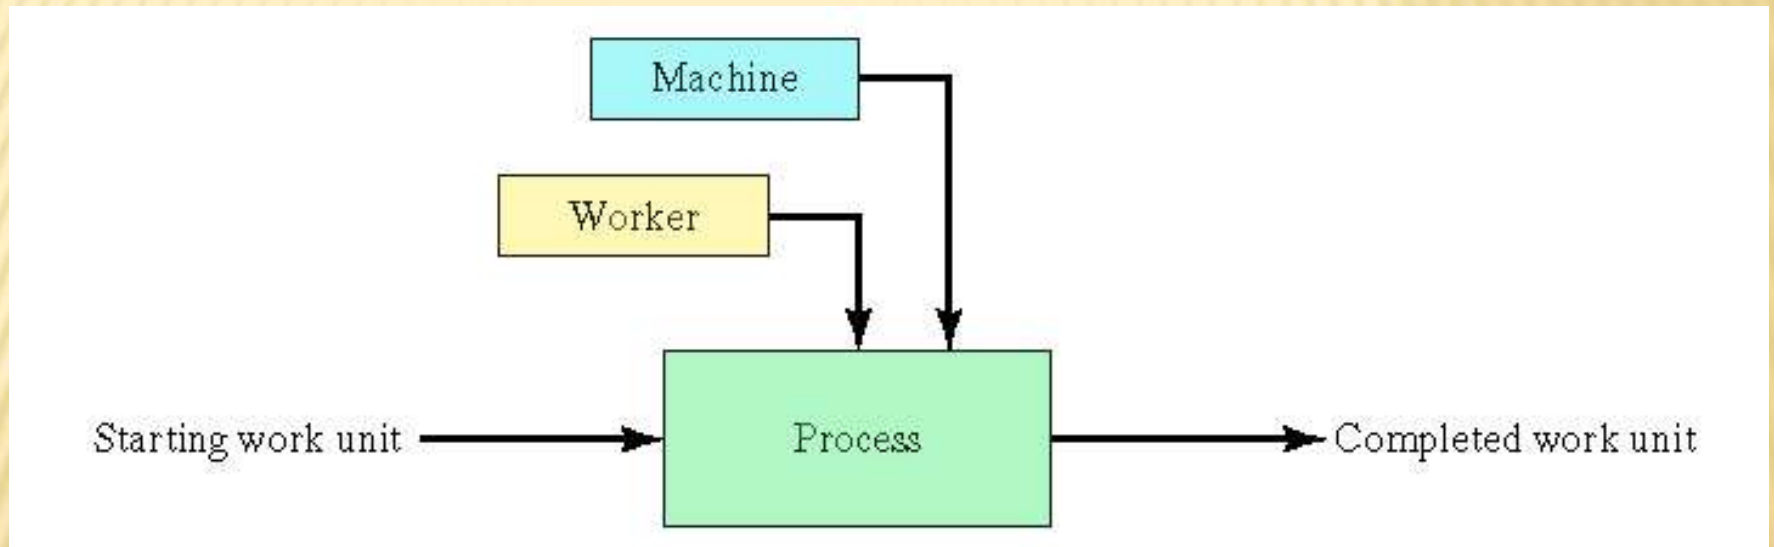 Machine
Worker
Starting work unit
Process
Completed work unit